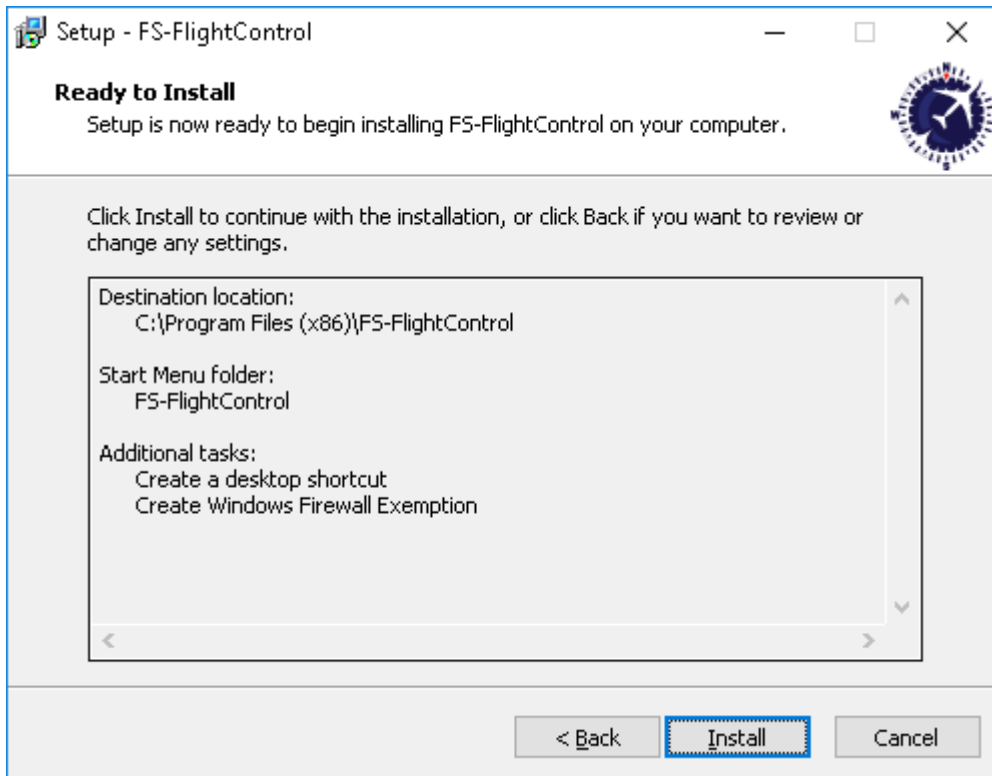 Setup - FS-FlightControl
Ready to Install
Setup is now ready to begin installing FS-FlightControl on your computer.
Click Install to continue with the installation, or click Back if you want to review or
change any settings.
Destination location:
C:\Program Files (x86)\FS-FlightControl
Start Menu folder:
FS-FlightControl
Additional tasks:
Create a desktop shortcut
Create Windows Firewall Exemption
< Back
Install
Cancel